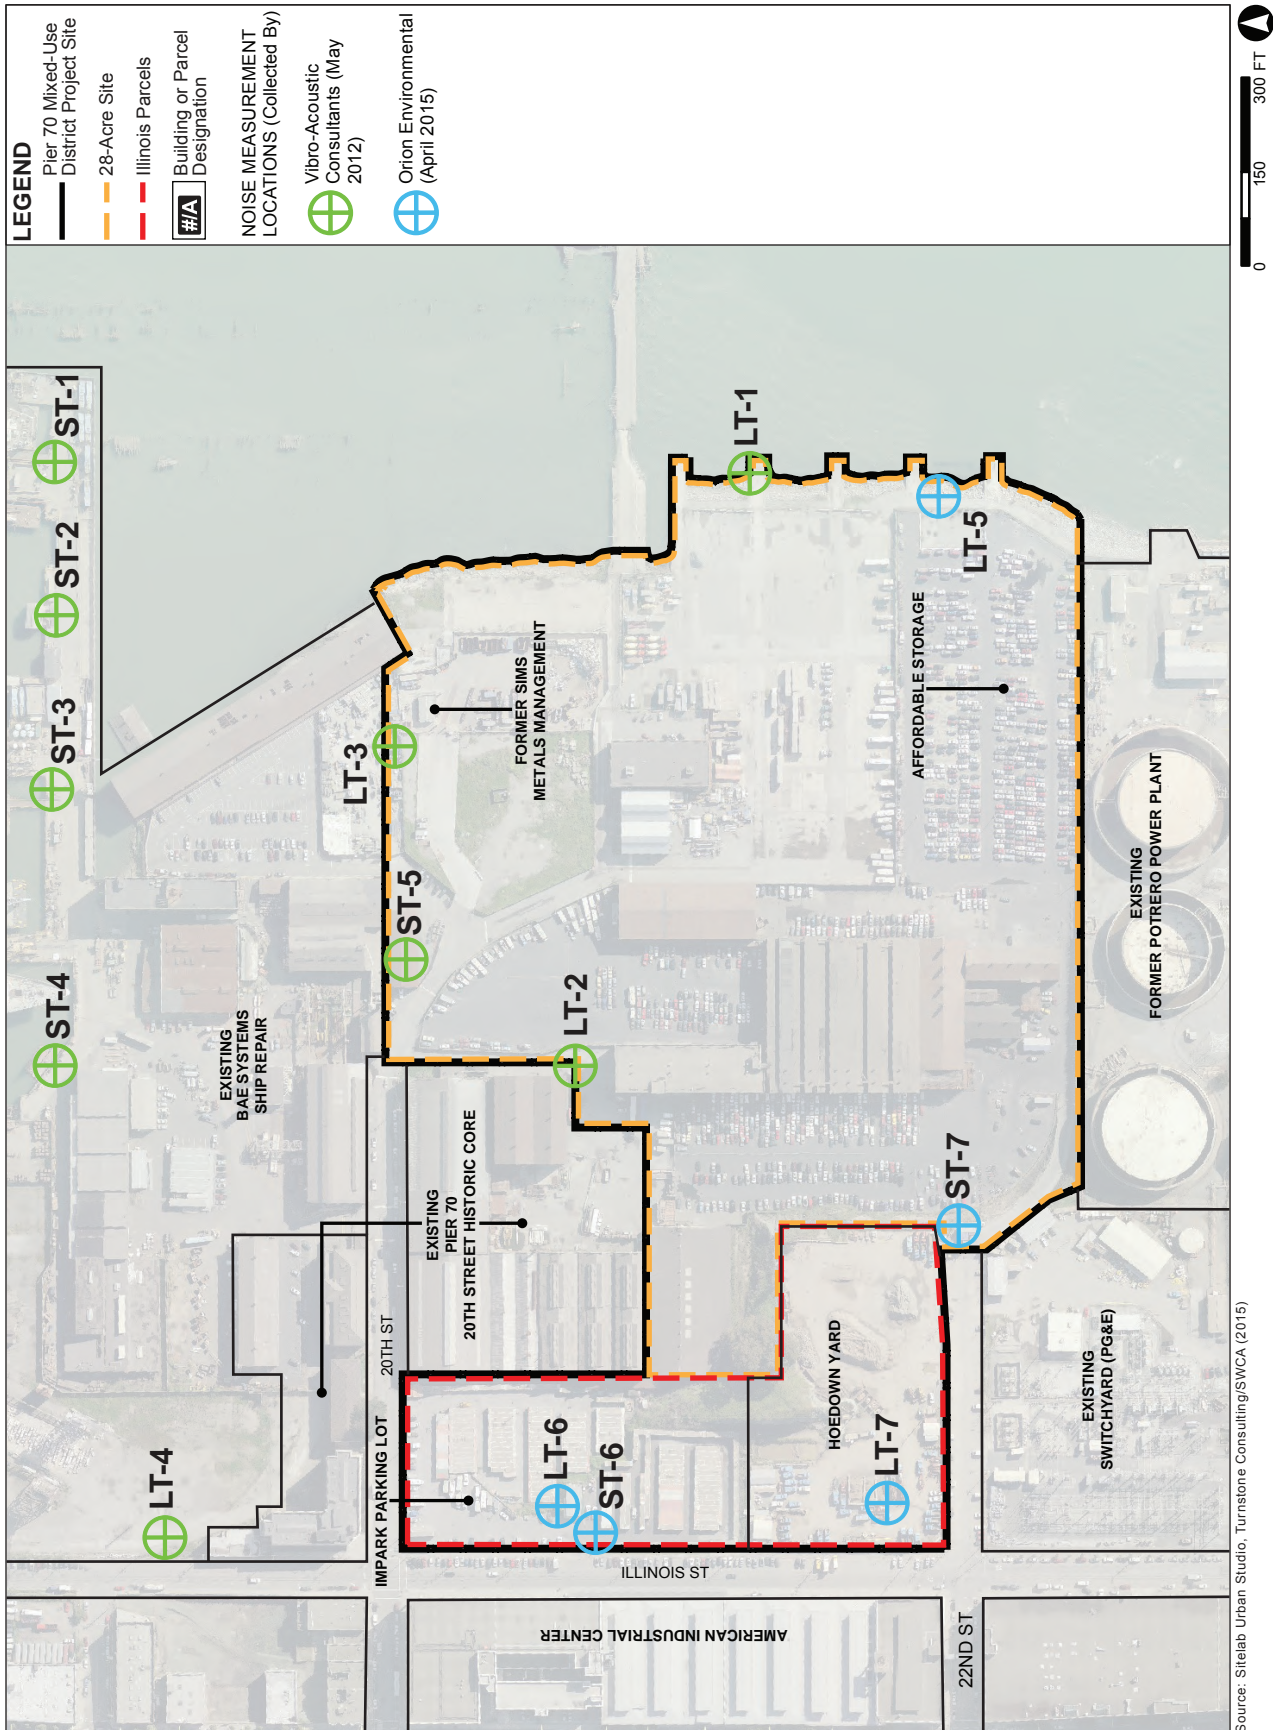 LEGEND
Pier 70 Mixed-Use
District Project Site
28-Acre Site
Illinois Parcels
#/A
Building or Parcel
Designation
NOISE MEASUREMENT
LOCATIONS (Collected By)
Vibro-Acoustic
Consultants (May
2012)
Orion Environmental
(April 2015)
ST-4
ST-3
ST-2
ST-1
LT-4
EXISTING
BAE SYSTEMS
SHIP REPAIR
LT-3
ST-5
20TH ST
IMPARK PARKING LOT
EXISTING
PIER 70
20TH STREET HISTORIC CORE
FORMER SIMS
METALS MANAGEMENT
LT-2
LT-6
ST-6
LT-1
ILLINOIS ST
AMERICAN INDUSTRIAL CENTER
HOEDOWN YARD
LT-7
ST-7
AFFORDABLE STORAGE
LT-5
22ND ST
EXISTING
SWITCHYARD (PG&E)
EXISTING
FORMER POTRERO POWER PLANT
0 150 300 FT
Source: Sitelab Urban Studio, Turnstone Consulting/SWCA (2015)